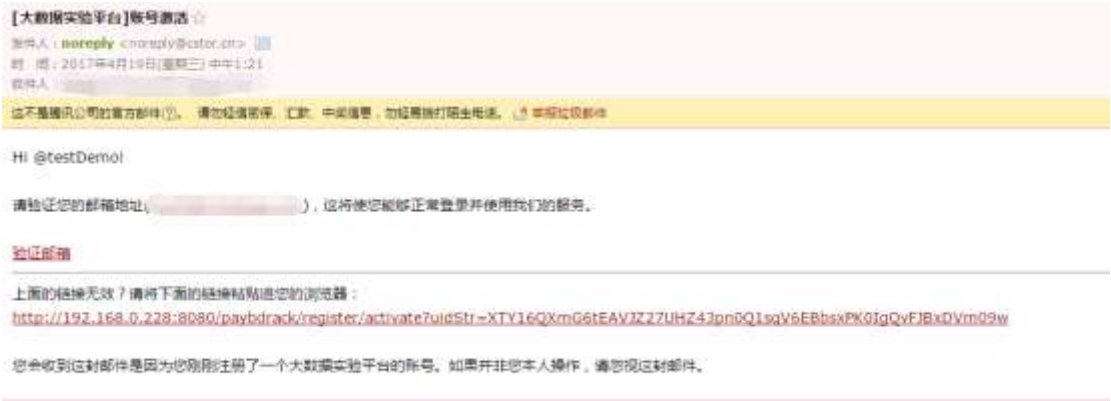 [大数据实验平台]账号激活☆
发件人：noreply <noreply@cstor.cn>
时 间：2017年4月19日(星期三) 中午1:21
收件人：
这不是腾讯公司的官方邮件(?)。 请勿轻信密保、汇款、中奖信息，勿轻易拨打陌生电话。 举报垃圾邮件
Hi @testDemo!
请验证您的邮箱地址( )，这将使您能够正常登录并使用我们的服务。
验证邮箱
上面的链接无效？请将下面的链接粘贴进您的浏览器：
http://192.168.0.228:8080/paybdrack/register/activate?uidStr=XTY16QXmG6tEAVJZ27UHZ43pn0Q1sqV6EBbsxPK0IgQvFJBxDVm09w
您会收到这封邮件是因为您刚刚注册了一个大数据实验平台的账号。如果并非您本人操作，请忽视这封邮件。